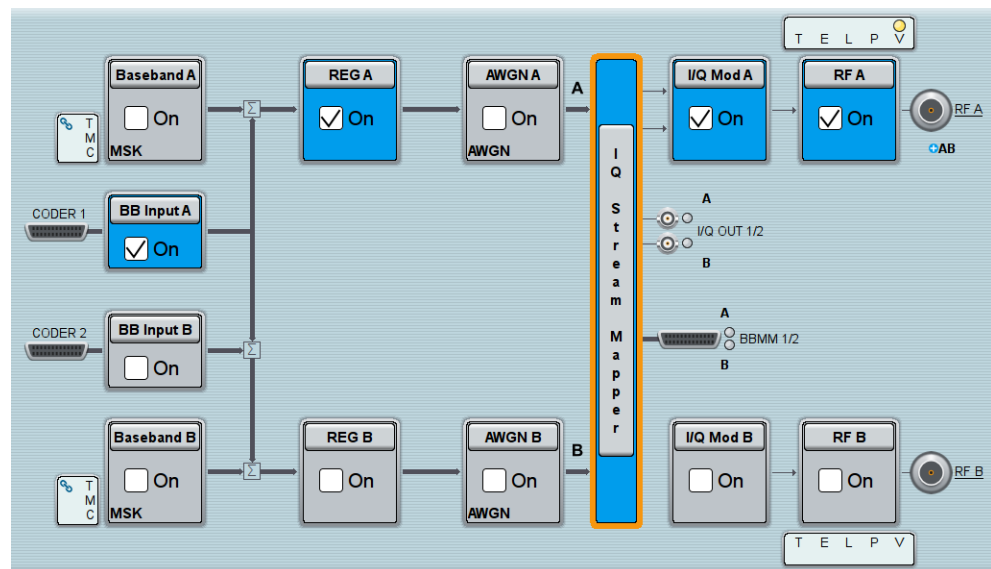 T E L P V
Baseband A
REG A
AWGN A
A
I/Q Mod A
RF A
On
On
On
On
On
RF A
T
M
C
MSK
AWGN
AB
I
Q
S
t
r
e
a
m
M
a
p
p
e
r
CODER 1
BB Input A
On
A
I/Q OUT 1/2
B
CODER 2
BB Input B
On
A
BBMM 1/2
B
Baseband B
REG B
AWGN B
B
I/Q Mod B
RF B
On
On
On
On
On
RF B
T
M
C
MSK
AWGN
T E L P V